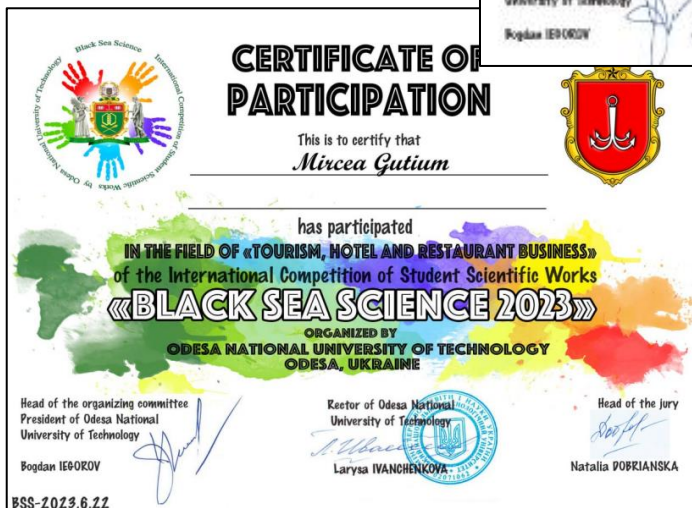 University of Technology
Bogdan IEGOROV
Black Sea Science International Competition of Student Scientific Works by Odesa National University of Technology
CERTIFICATE OF
PARTICIPATION
This is to certify that
Mircea Gutium
has participated
IN THE FIELD OF «TOURISM, HOTEL AND RESTAURANT BUSINESS»
of the International Competition of Student Scientific Works
«BLACK SEA SCIENCE 2023»
ORGANIZED BY
ODESA NATIONAL UNIVERSITY OF TECHNOLOGY
ODESA, UKRAINE
Head of the organizing committee
President of Odesa National
University of Technology
Bogdan IEGOROV
Rector of Odesa National
University of Technology
Larysa IVANCHENKOVA
Head of the jury
Natalia DOBRIANSKA
BSS-2023.6.22